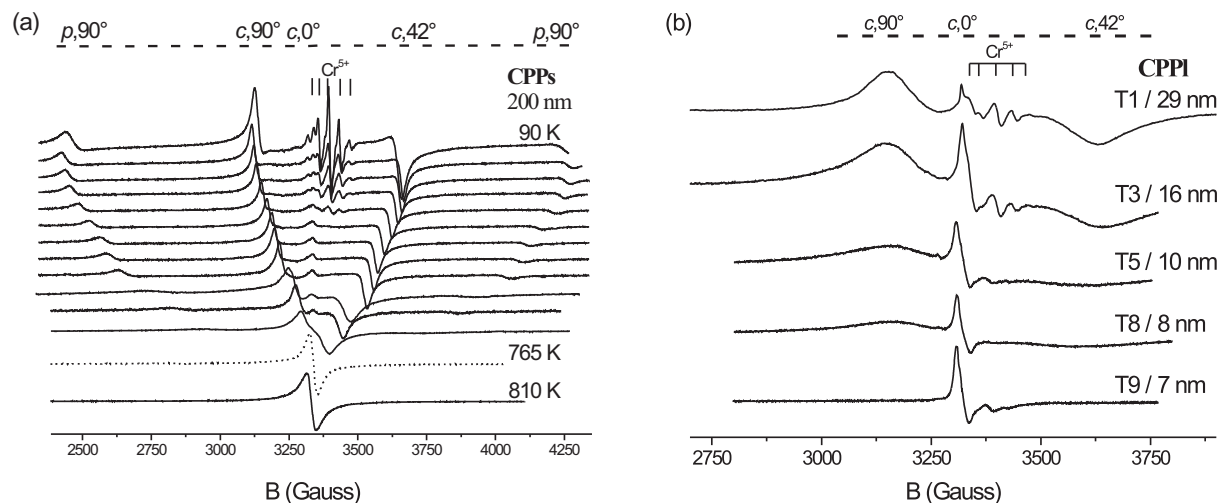 (a)
p,90° c,90° c,0° c,42° p,90°
Cr5+
CPPs
200 nm
90 K
765 K
810 K
2500 2750 3000 3250 3500 3750 4000 4250
B (Gauss)
(b)
c,90° c,0° c,42°
Cr5+
CPPl
T1 / 29 nm
T3 / 16 nm
T5 / 10 nm
T8 / 8 nm
T9 / 7 nm
2750 3000 3250 3500 3750
B (Gauss)